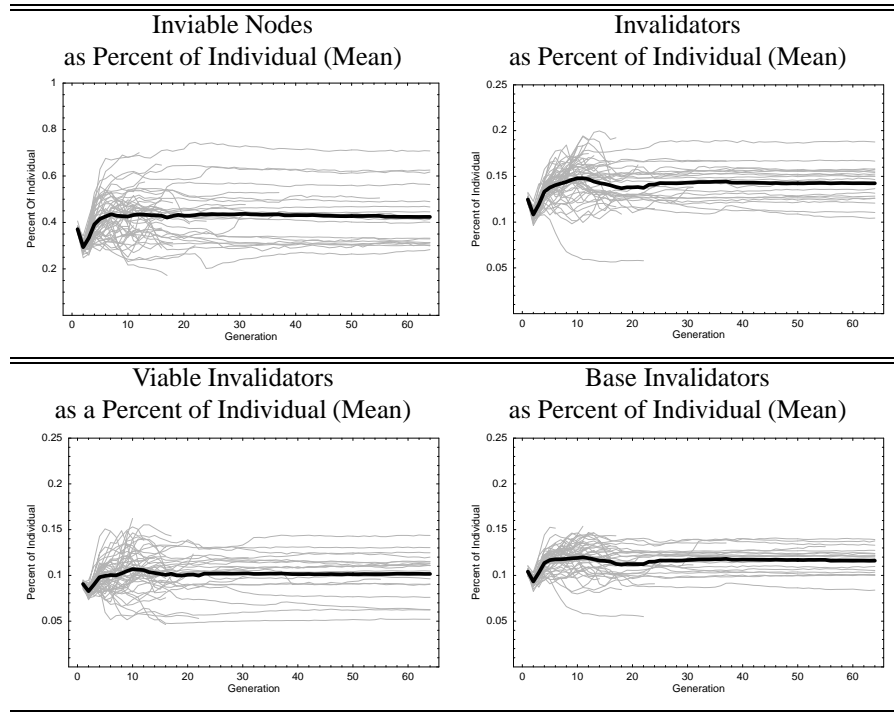 Inviable Nodes
as Percent of Individual (Mean)
1
0.8
0.6
0.4
0.2
Percent Of Individual
0 10 20 30 40 50 60
Generation
Invalidators
as Percent of Individual (Mean)
0.25
0.2
0.15
0.1
0.05
Percent of Individual
0 10 20 30 40 50 60
Generation
Viable Invalidators
as a Percent of Individual (Mean)
0.25
0.2
0.15
0.1
0.05
Percent of Individual
0 10 20 30 40 50 60
Generation
Base Invalidators
as Percent of Individual (Mean)
0.25
0.2
0.15
0.1
0.05
Percent of Individual
0 10 20 30 40 50 60
Generation